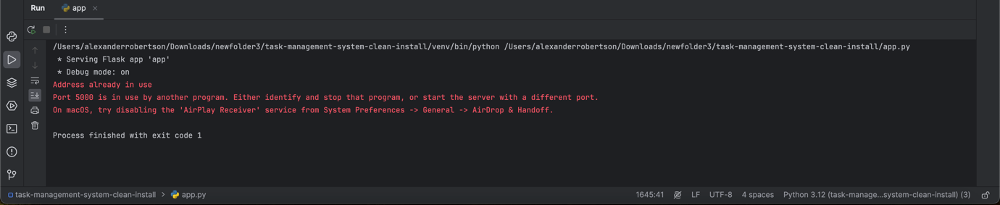 Run
app
/Users/alexanderrobertson/Downloads/newfolder3/task-management-system-clean-install/venv/bin/python /Users/alexanderrobertson/Downloads/newfolder3/task-management-system-clean-install/app.py
* Serving Flask app 'app'
* Debug mode: on
Address already in use
Port 5000 is in use by another program. Either identify and stop that program, or start the server with a different port.
On macOS, try disabling the 'AirPlay Receiver' service from System Preferences -> General -> AirDrop & Handoff.
Process finished with exit code 1
task-management-system-clean-install > app.py
1645:41 LF UTF-8 4 spaces Python 3.12 (task-manage...system-clean-install) (3)